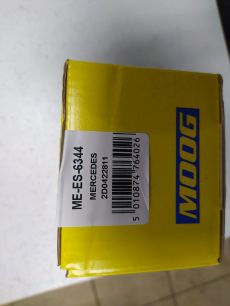 ME-ES-6344
MERCEDES
2D0422811
5 010874 764026
MOOG